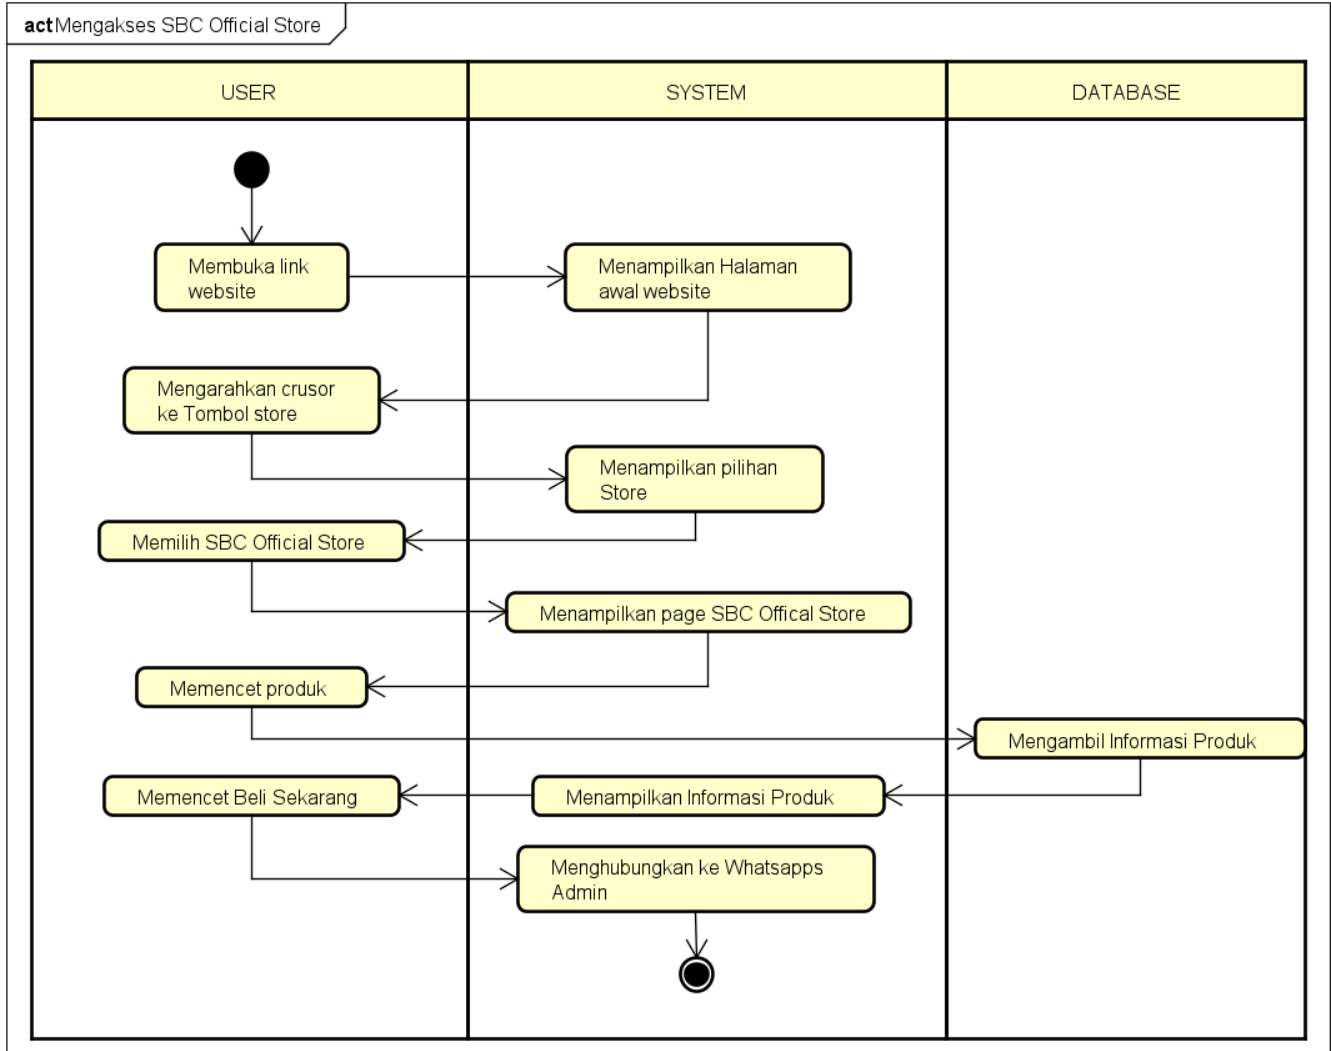 act Mengakses SBC Official Store
USER
SYSTEM
DATABASE
Membuka link
website
Menampilkan Halaman
awal website
Mengarahkan crusor
ke Tombol store
Menampilkan pilihan
Store
Memilih SBC Official Store
Menampilkan page SBC Offical Store
Memencet produk
Mengambil Informasi Produk
Memencet Beli Sekarang
Menampilkan Informasi Produk
Menghubungkan ke Whatsapps
Admin